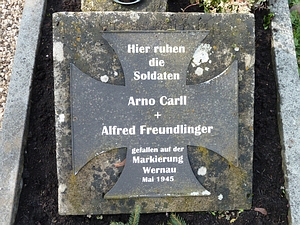 Hier ruhen
die
Soldaten
Arno Carll
+
Alfred Freundlinger
gefallen auf der
Markierung
Wernau
Mai 1945